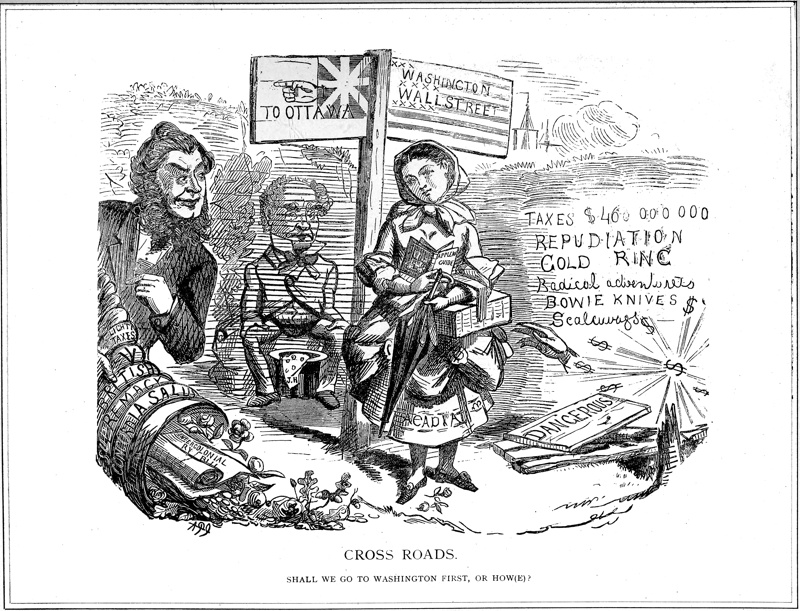 TO OTTAWA
WASHINGTON
WALL STREET
TAXES $460 000 000
REPUDIATION
GOLD RING
Radical adventurers
BOWIE KNIVES
Scalawags
$
$
$
$
$
GUIDE
J.H.
TAXES
ACADIA
DANGEROUS
CROSS ROADS.
SHALL WE GO TO WASHINGTON FIRST, OR HOW(E)?